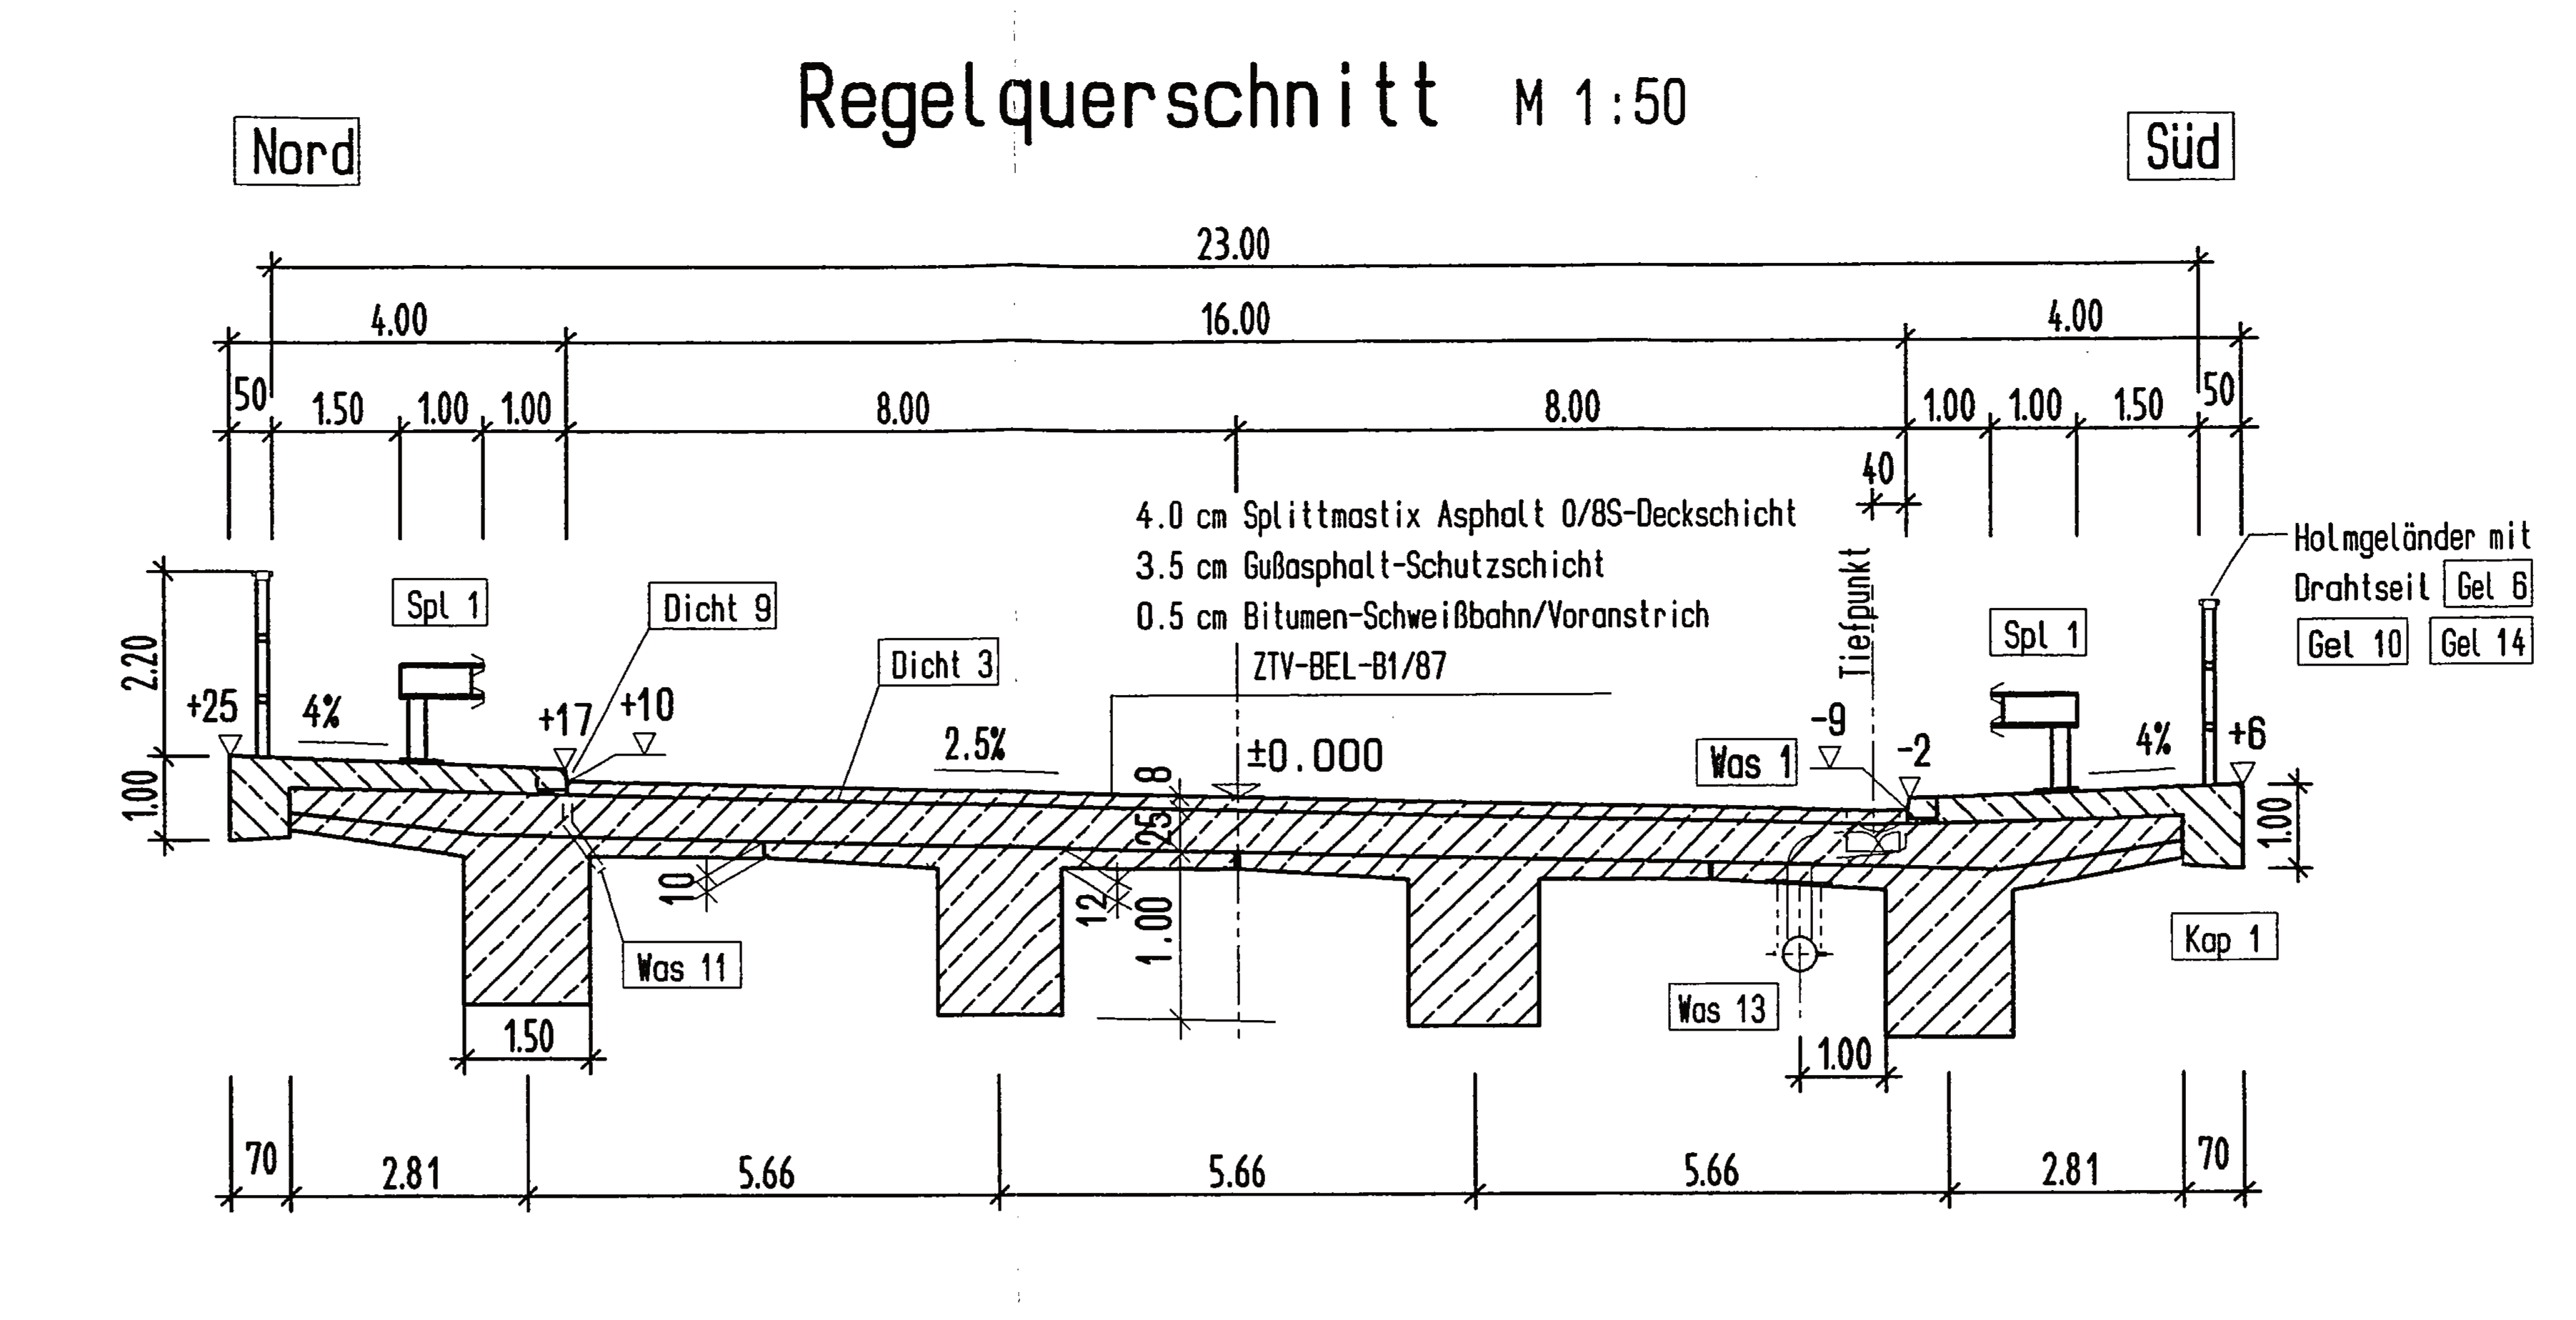 Regelquerschnitt M 1:50
Nord
Süd
23.00
4.00 16.00 4.00
50 1.50 1.00 1.00 8.00 8.00 1.00 1.00 1.50 50
40
4.0 cm Splittmastix Asphalt 0/8S-Deckschicht
3.5 cm Gußasphalt-Schutzschicht
0.5 cm Bitumen-Schweißbahn/Voranstrich
ZTV-BEL-B1/87
Tiefpunkt
Holmgeländer mit
Drahtseil Gel 6
Gel 10 Gel 14
Spl 1
Dicht 9
Dicht 3
Spl 1
2.20
1.00
+25
4%
+17
+10
2.5%
±0.000
8
25
1.00
12
10
Was 1
-9
-2
4%
+6
1.00
Was 11
Kap 1
Was 13
1.50
1.00
70 2.81 5.66 5.66 5.66 2.81 70